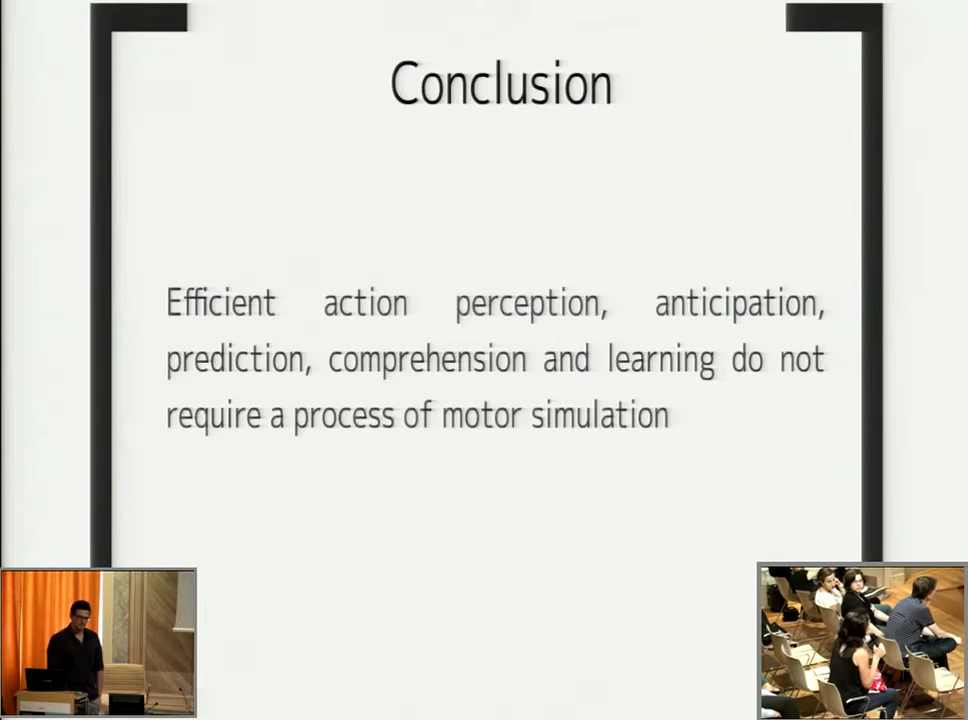 Conclusion
Efficient action perception, anticipation,
prediction, comprehension and learning do not
require a process of motor simulation